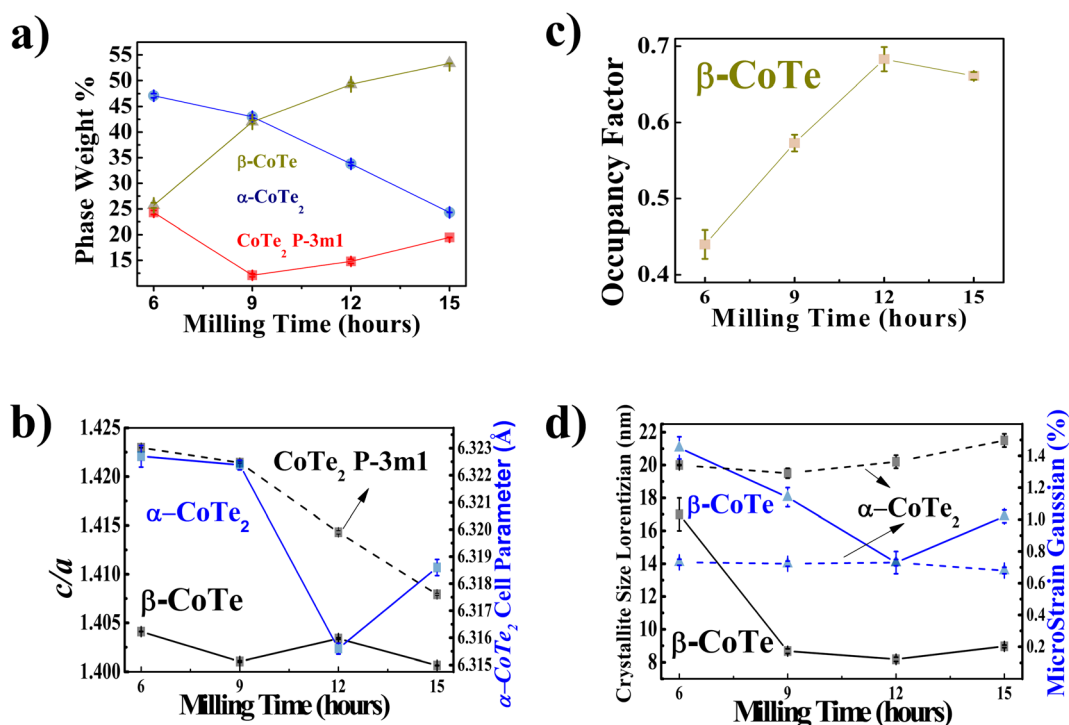 a)
Phase Weight %
55
50
45
40
35
30
25
20
15
β-CoTe
α-CoTe₂
CoTe₂ P-3m1
6 9 12 15
Milling Time (hours)
c)
Occupancy Factor
0.7
0.6
0.5
0.4
β-CoTe
6 9 12 15
Milling Time (hours)
b)
c/a
1.425
1.420
1.415
1.410
1.405
1.400
CoTe₂ P-3m1
α–CoTe₂
β-CoTe
6.323
6.322
6.321
6.320
6.319
6.318
6.317
6.316
6.315
α–CoTe₂ Cell Parameter (Å)
6 9 12 15
Milling Time (hours)
d)
Crystallite Size Lorentizian (nm)
22
20
18
16
14
12
10
8
β-CoTe
α–CoTe₂
β-CoTe
1.4
1.2
1.0
0.8
0.6
0.4
0.2
MicroStrain Gaussian (%)
6 9 12 15
Milling Time (hours)